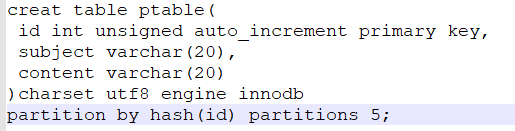 creat table ptable(
 id int unsigned auto_increment primary key,
 subject varchar(20),
 content varchar(20)
)charset utf8 engine innodb
partition by hash(id) partitions 5;